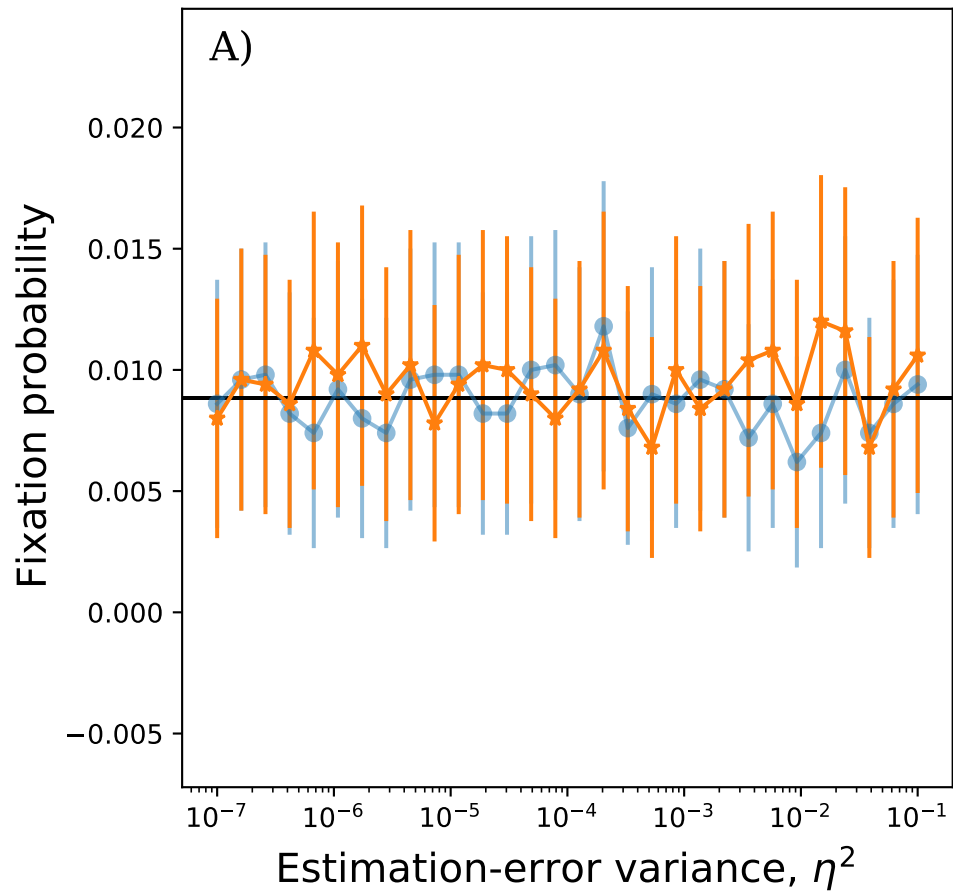 A)
Fixation probability
0.020
0.015
0.010
0.005
0.000
−0.005
10⁻⁷ 10⁻⁶ 10⁻⁵ 10⁻⁴ 10⁻³ 10⁻² 10⁻¹
Estimation-error variance, η²